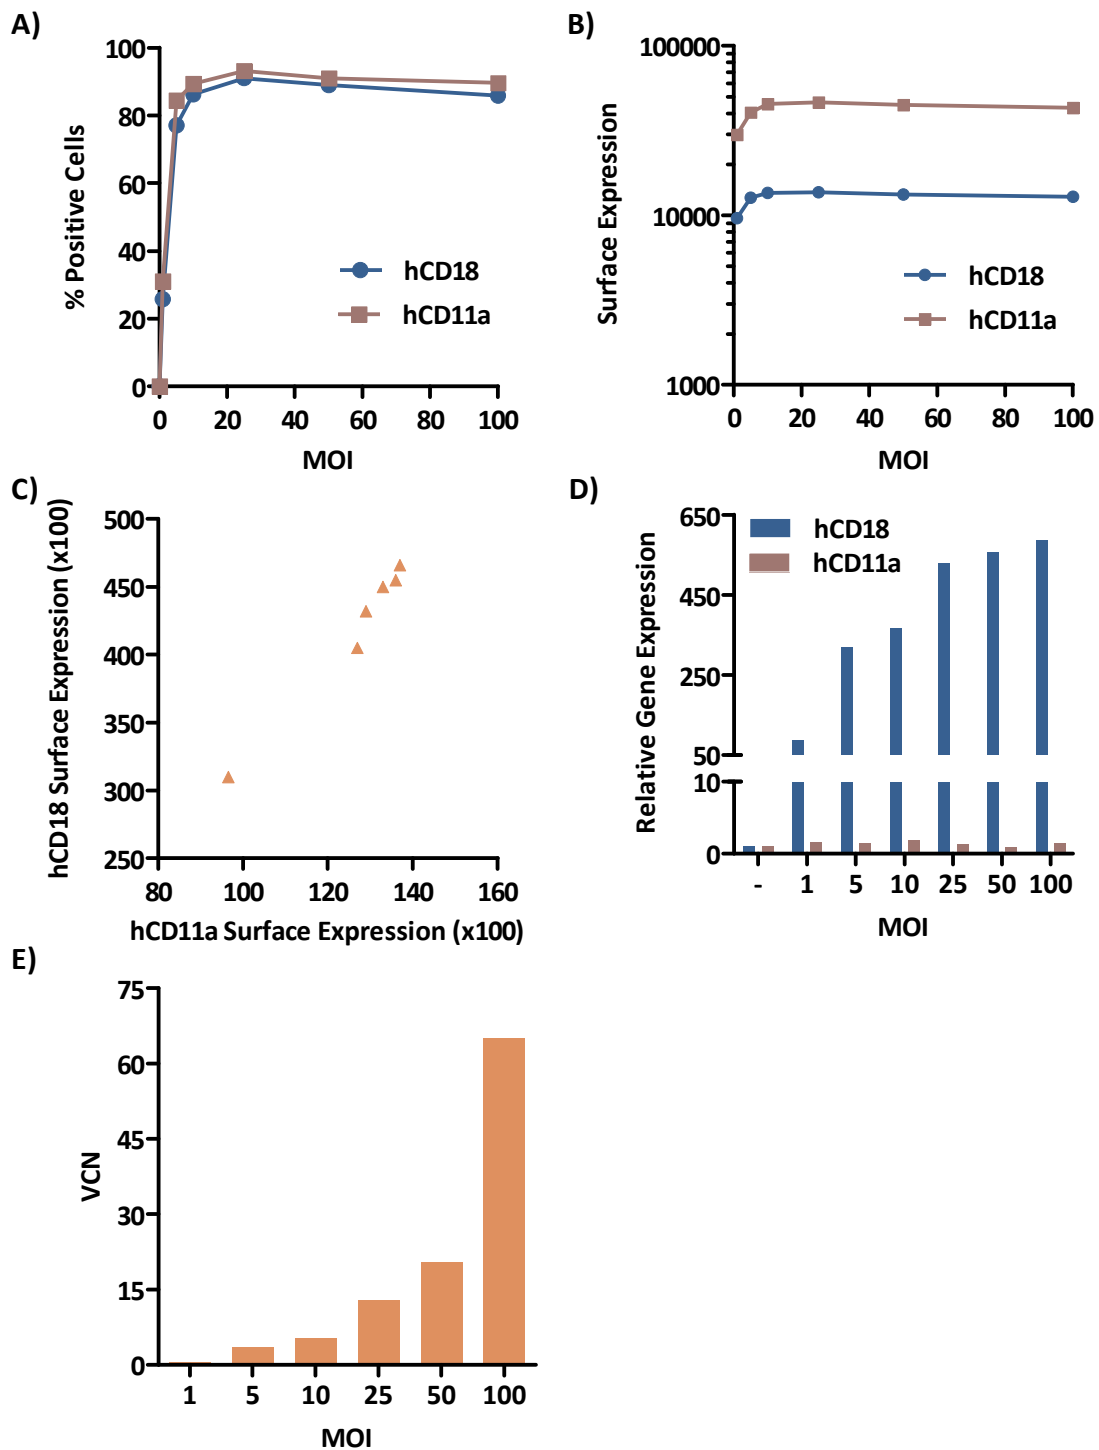 A)
% Positive Cells
100
80
60
40
20
0
hCD18
hCD11a
0 20 40 60 80 100
MOI
B)
Surface Expression
100000
10000
1000
hCD18
hCD11a
0 20 40 60 80 100
MOI
C)
hCD18 Surface Expression (x100)
500
450
400
350
300
250
80 100 120 140 160
hCD11a Surface Expression (x100)
D)
Relative Gene Expression
650
450
250
50
10
0
hCD18
hCD11a
- 1 5 10 25 50 100
MOI
E)
VCN
75
60
45
30
15
0
1 5 10 25 50 100
MOI